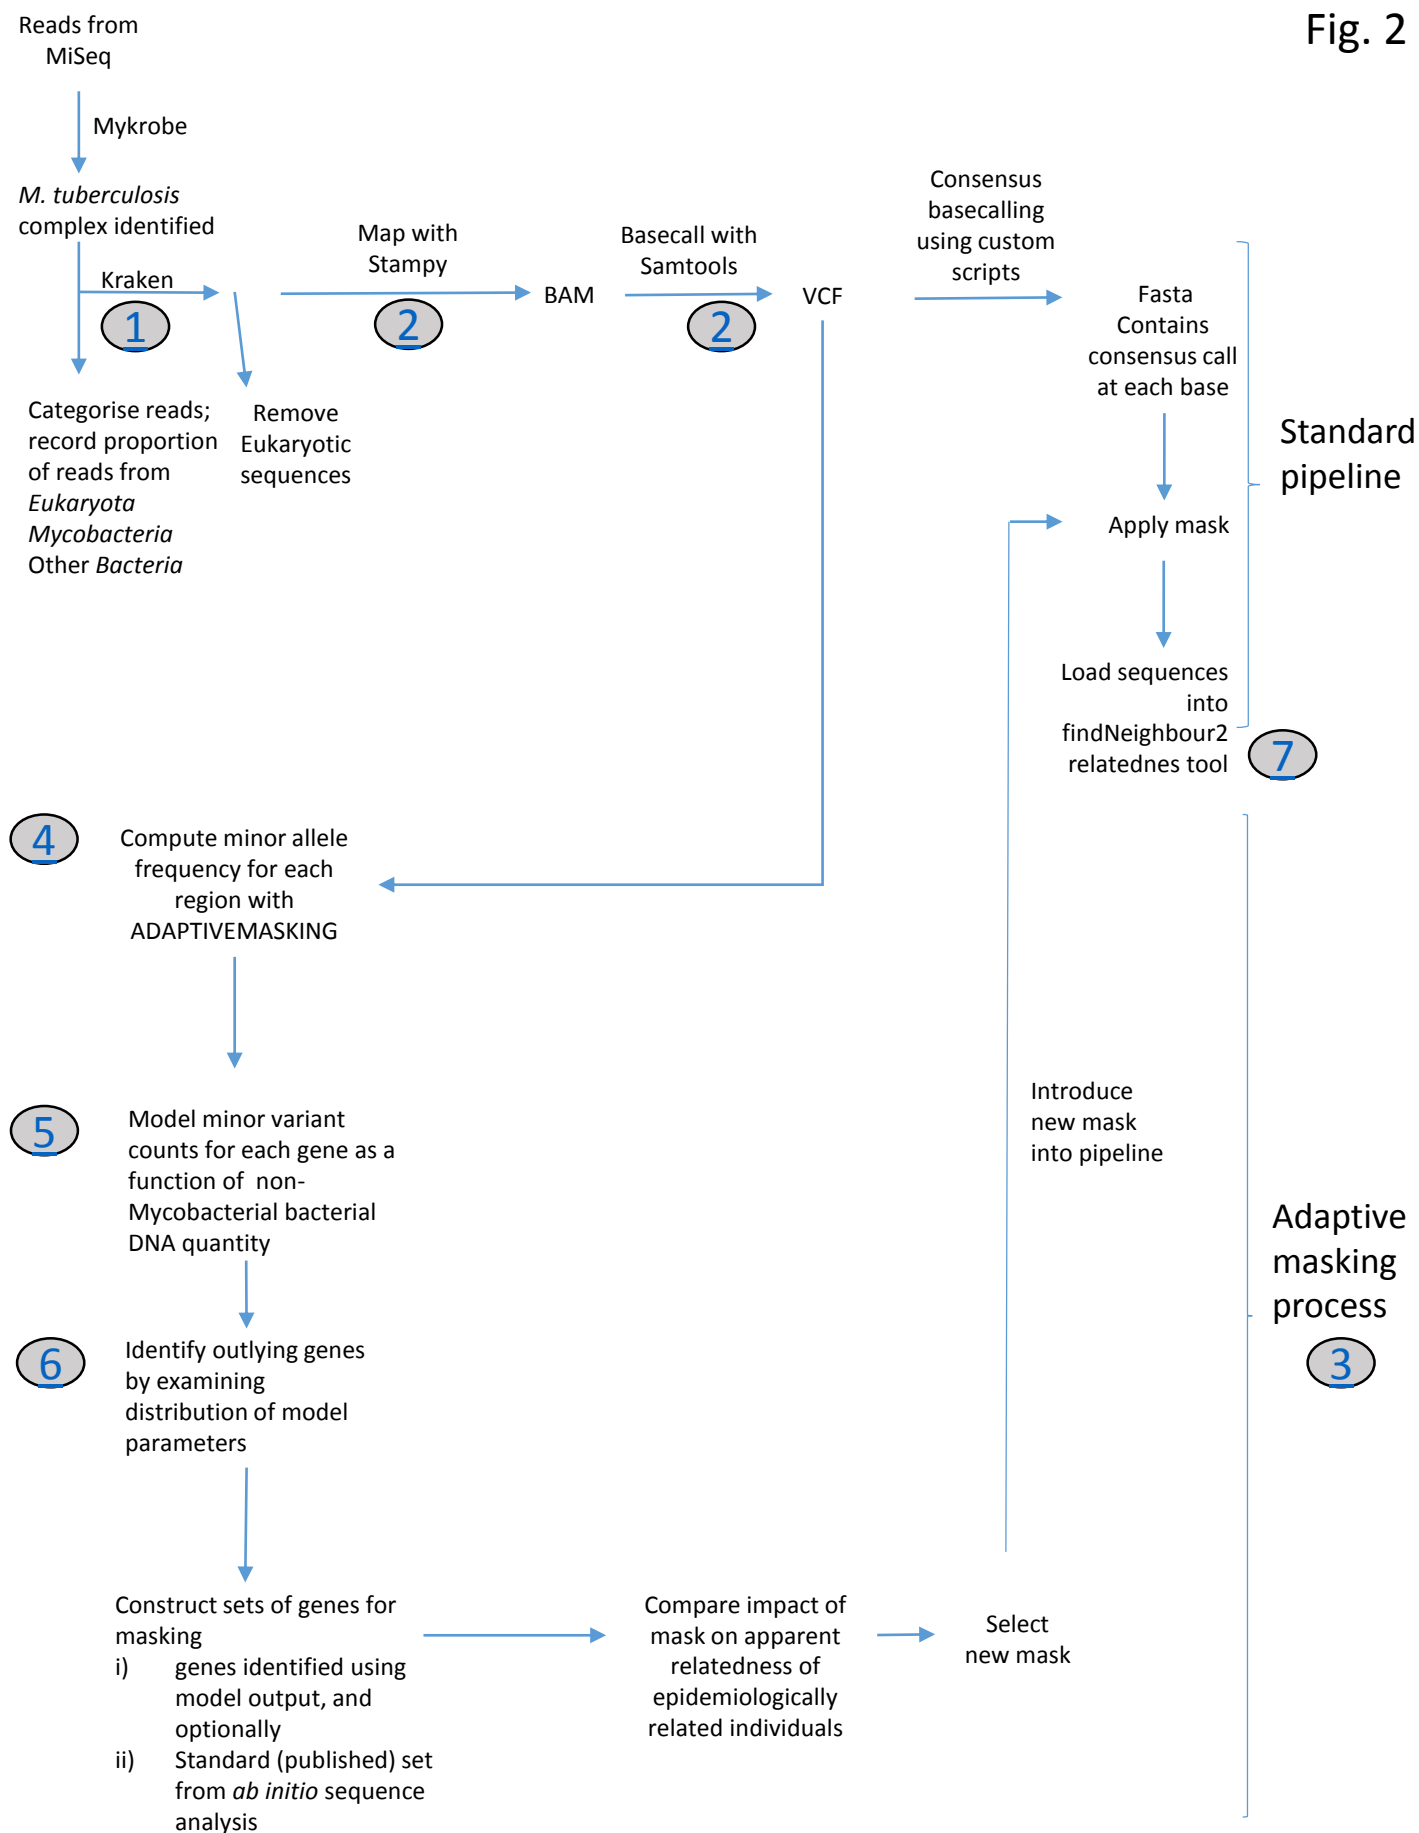 Fig. 2
Reads from
MiSeq
Mykrobe
M. tuberculosis
complex identified
Kraken
1
Categorise reads;
record proportion
of reads from
Eukaryota
Mycobacteria
Other Bacteria
Remove
Eukaryotic
sequences
Map with
Stampy
2
BAM
Basecall with
Samtools
2
VCF
Consensus
basecalling
using custom
scripts
Fasta
Contains
consensus call
at each base
Apply mask
Load sequences
into
findNeighbour2
relatednes tool
7
Standard
pipeline
4
Compute minor allele
frequency for each
region with
ADAPTIVEMASKING
5
Model minor variant
counts for each gene as a
function of non-
Mycobacterial bacterial
DNA quantity
6
Identify outlying genes
by examining
distribution of model
parameters
Construct sets of genes for
masking
i) genes identified using
model output, and
optionally
ii) Standard (published) set
from ab initio sequence
analysis
Compare impact of
mask on apparent
relatedness of
epidemiologically
related individuals
Select
new mask
Introduce
new mask
into pipeline
Adaptive
masking
process
3